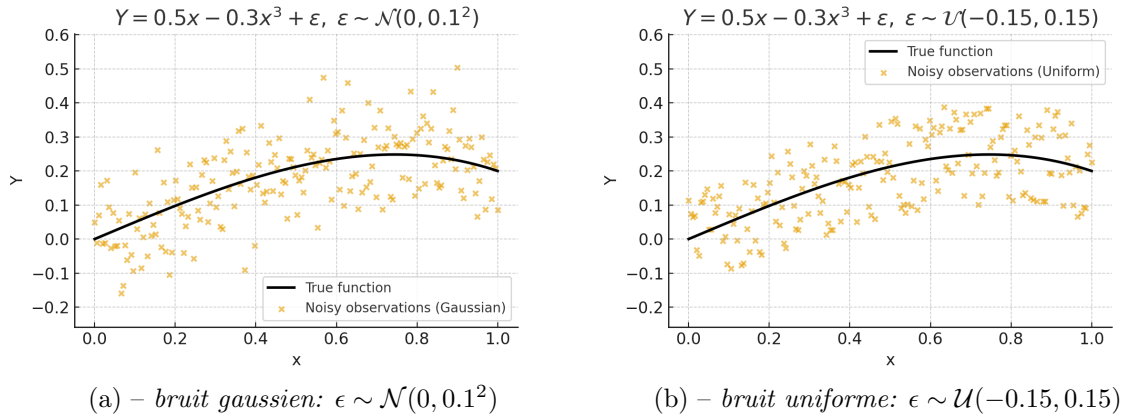 Y = 0.5x − 0.3x³ + ε, ε ∼ 𝒩(0, 0.1²)
0.6
0.5
0.4
0.3
0.2
0.1
0.0
−0.1
−0.2
Y
True function
Noisy observations (Gaussian)
0.0 0.2 0.4 0.6 0.8 1.0
x
(a) – bruit gaussien: ϵ ∼ 𝒩(0, 0.1²)
Y = 0.5x − 0.3x³ + ε, ε ∼ 𝒰(−0.15, 0.15)
True function
Noisy observations (Uniform)
0.6
0.5
0.4
0.3
0.2
0.1
0.0
−0.1
−0.2
Y
0.0 0.2 0.4 0.6 0.8 1.0
x
(b) – bruit uniforme: ϵ ∼ 𝒰(−0.15, 0.15)